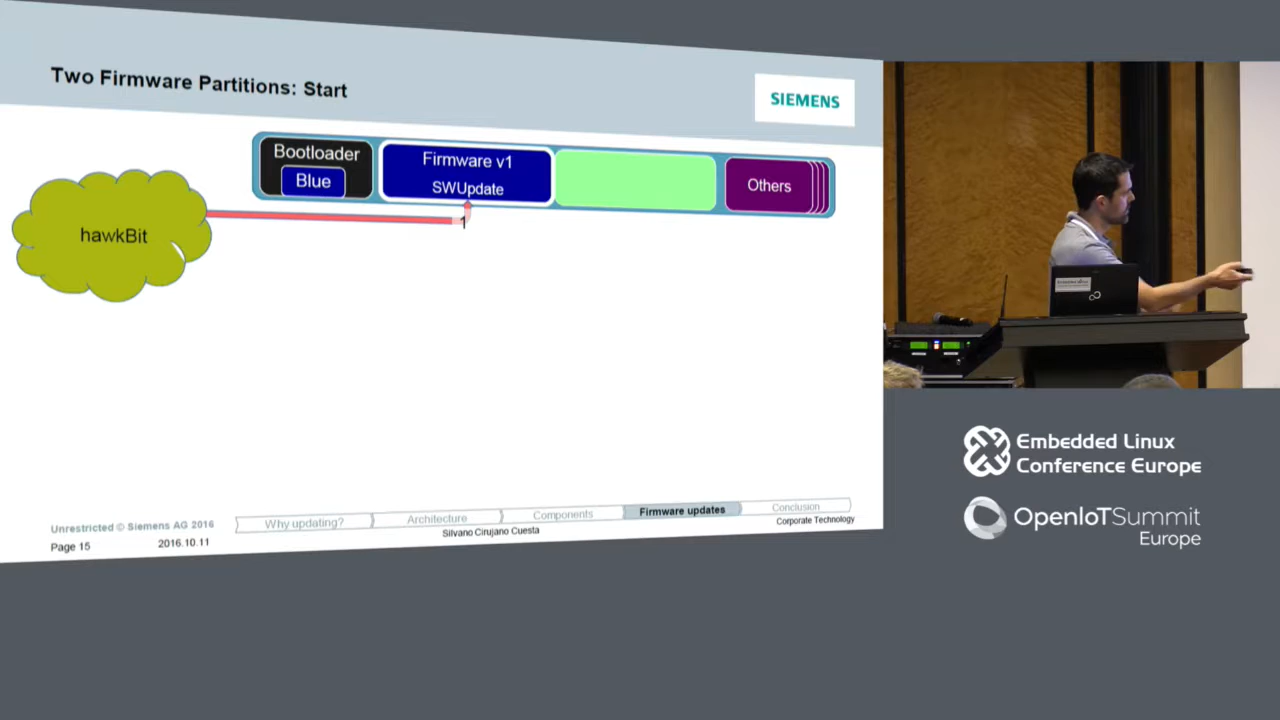 Two Firmware Partitions: Start
SIEMENS
Bootloader
Blue
Firmware v1
SWUpdate
Others
hawkBit
1
Unrestricted © Siemens AG 2016
Page 15
2016.10.11
Why updating?
Architecture
Components
Firmware updates
Conclusion
Silvano Cirujano Cuesta
Corporate Technology
Embedded Linux
Conference Europe
OpenIoTSummit
Europe